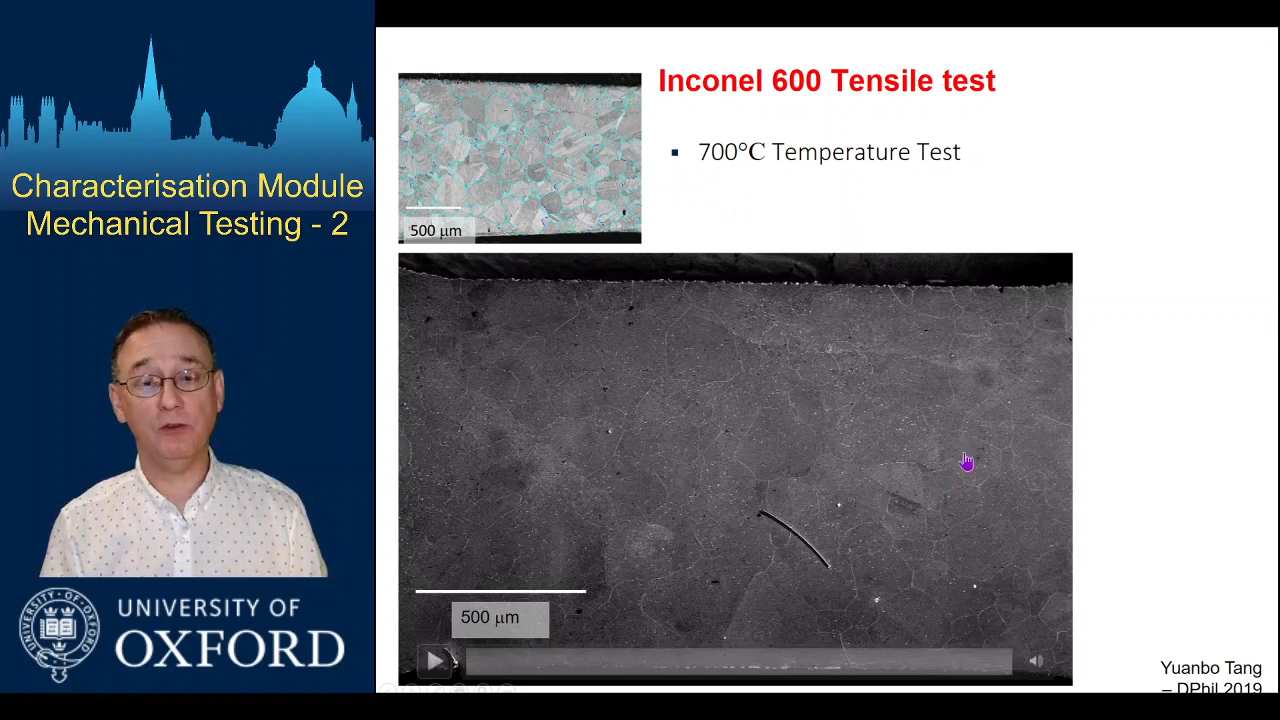 Characterisation Module
Mechanical Testing - 2
UNIVERSITY OF
OXFORD
Inconel 600 Tensile test
700°C Temperature Test
500 μm
500 μm
Yuanbo Tang
– DPhil 2019